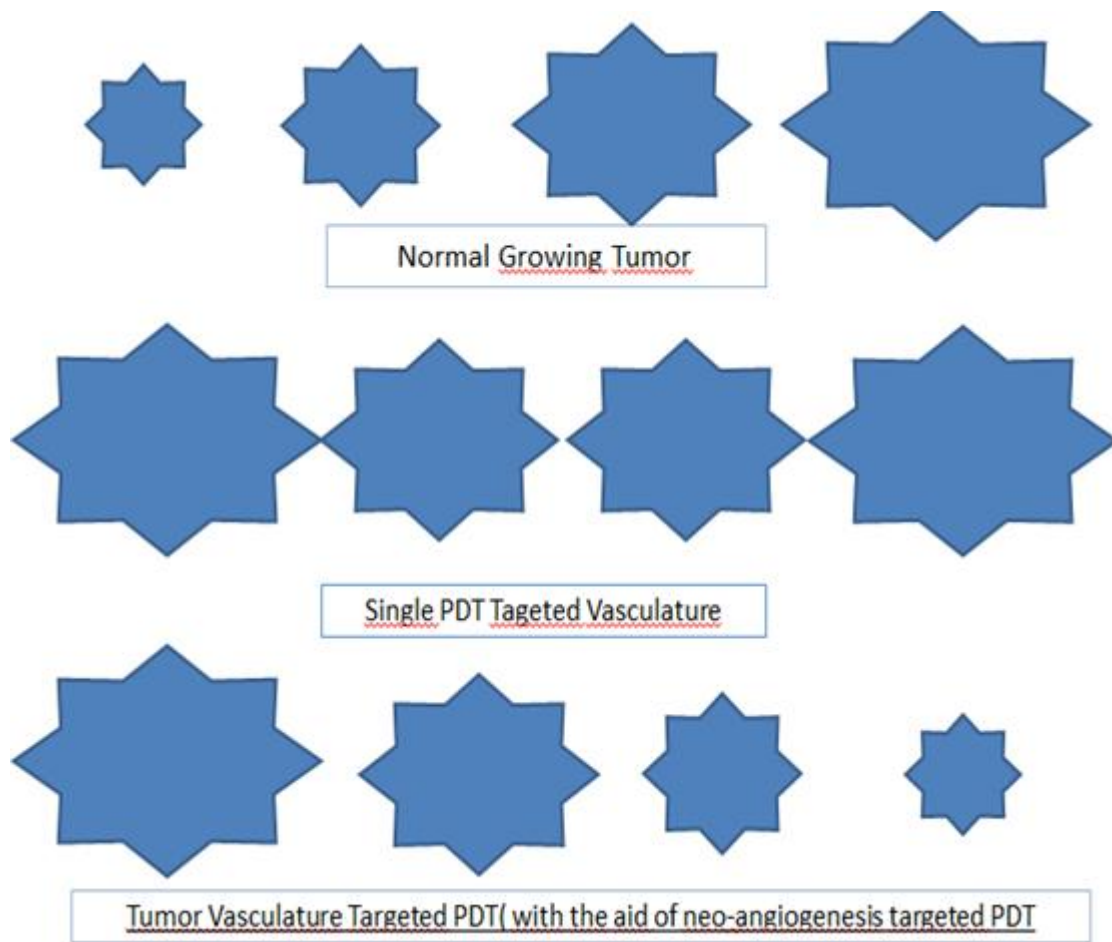 Normal Growing Tumor
Single PDT Tageted Vasculature
Tumor Vasculature Targeted PDT( with the aid of neo-angiogenesis targeted PDT